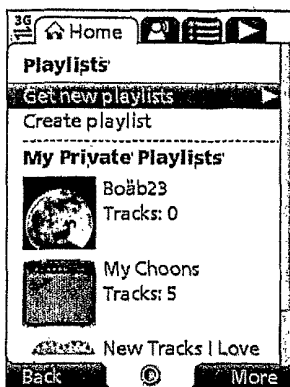 3G
Home
Playlists
Get new playlists
Create playlist
My Private Playlists
Boäb23
Tracks: 0
My Choons
Tracks: 5
New Tracks I Love
Back
More